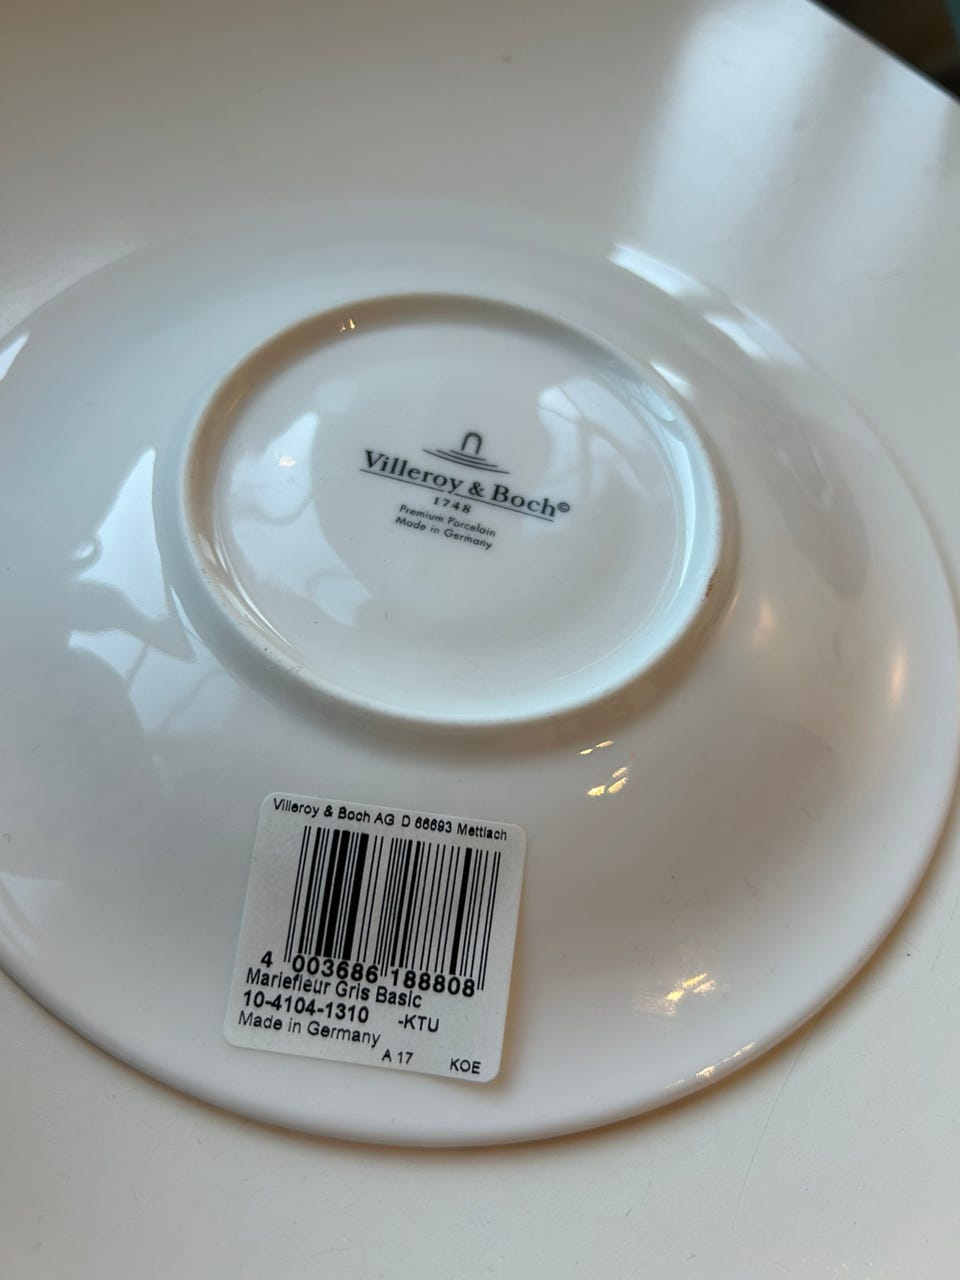 Villeroy & Boch©
1748
Premium Porcelain
Made in Germany
Villeroy & Boch AG D 66693 Mettlach
4 003686 188808
Mariefleur Gris Basic
10-4104-1310 -KTU
Made in Germany
A 17 KOE